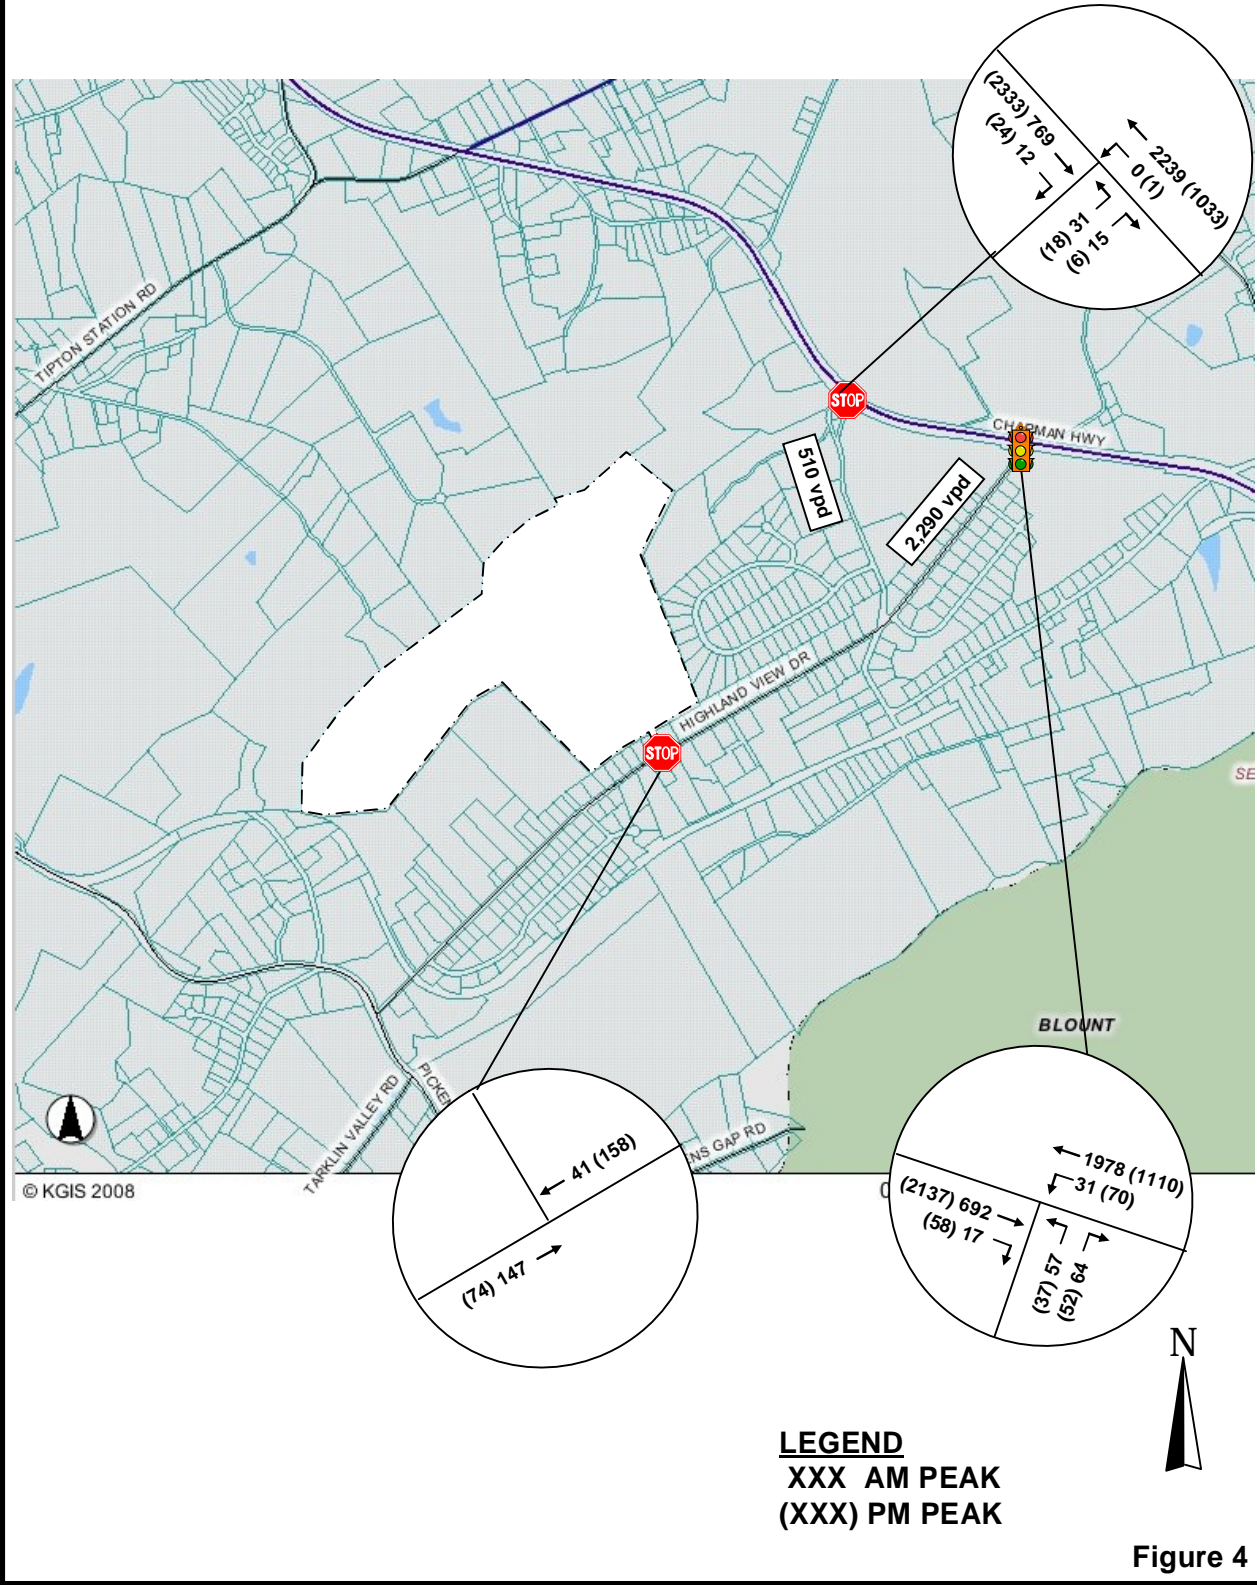 (2333) 769
(24) 12
2239 (1033)
0 (1)
(18) 31
(6) 15
TIPTON STATION RD
STOP
CHAPMAN HWY
510 vpd
2,290 vpd
HIGHLAND VIEW DR
STOP
SE
BLOUNT
PICKEN
NS GAP RD
TARKLIN VALLEY RD
© KGIS 2008
0
41 (158)
(74) 147
1978 (1110)
31 (70)
(2137) 692
(58) 17
(37) 57
(52) 64
N
LEGEND
XXX AM PEAK
(XXX) PM PEAK
Figure 4